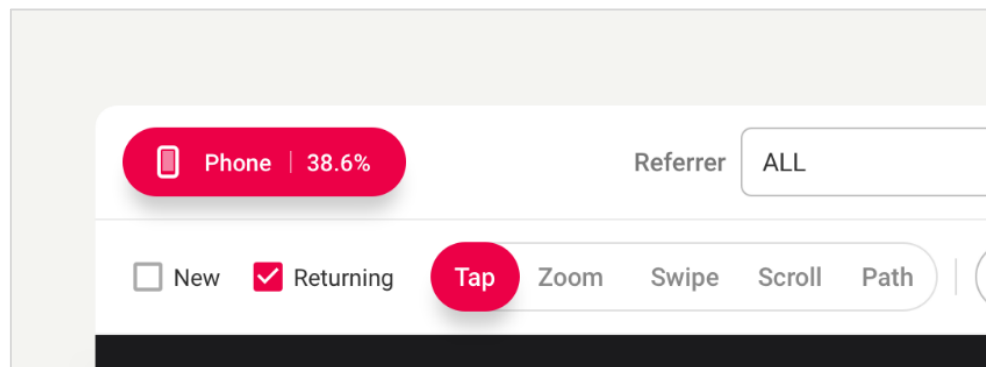 Phone | 38.6% Referrer ALL
New Returning Tap Zoom Swipe Scroll Path